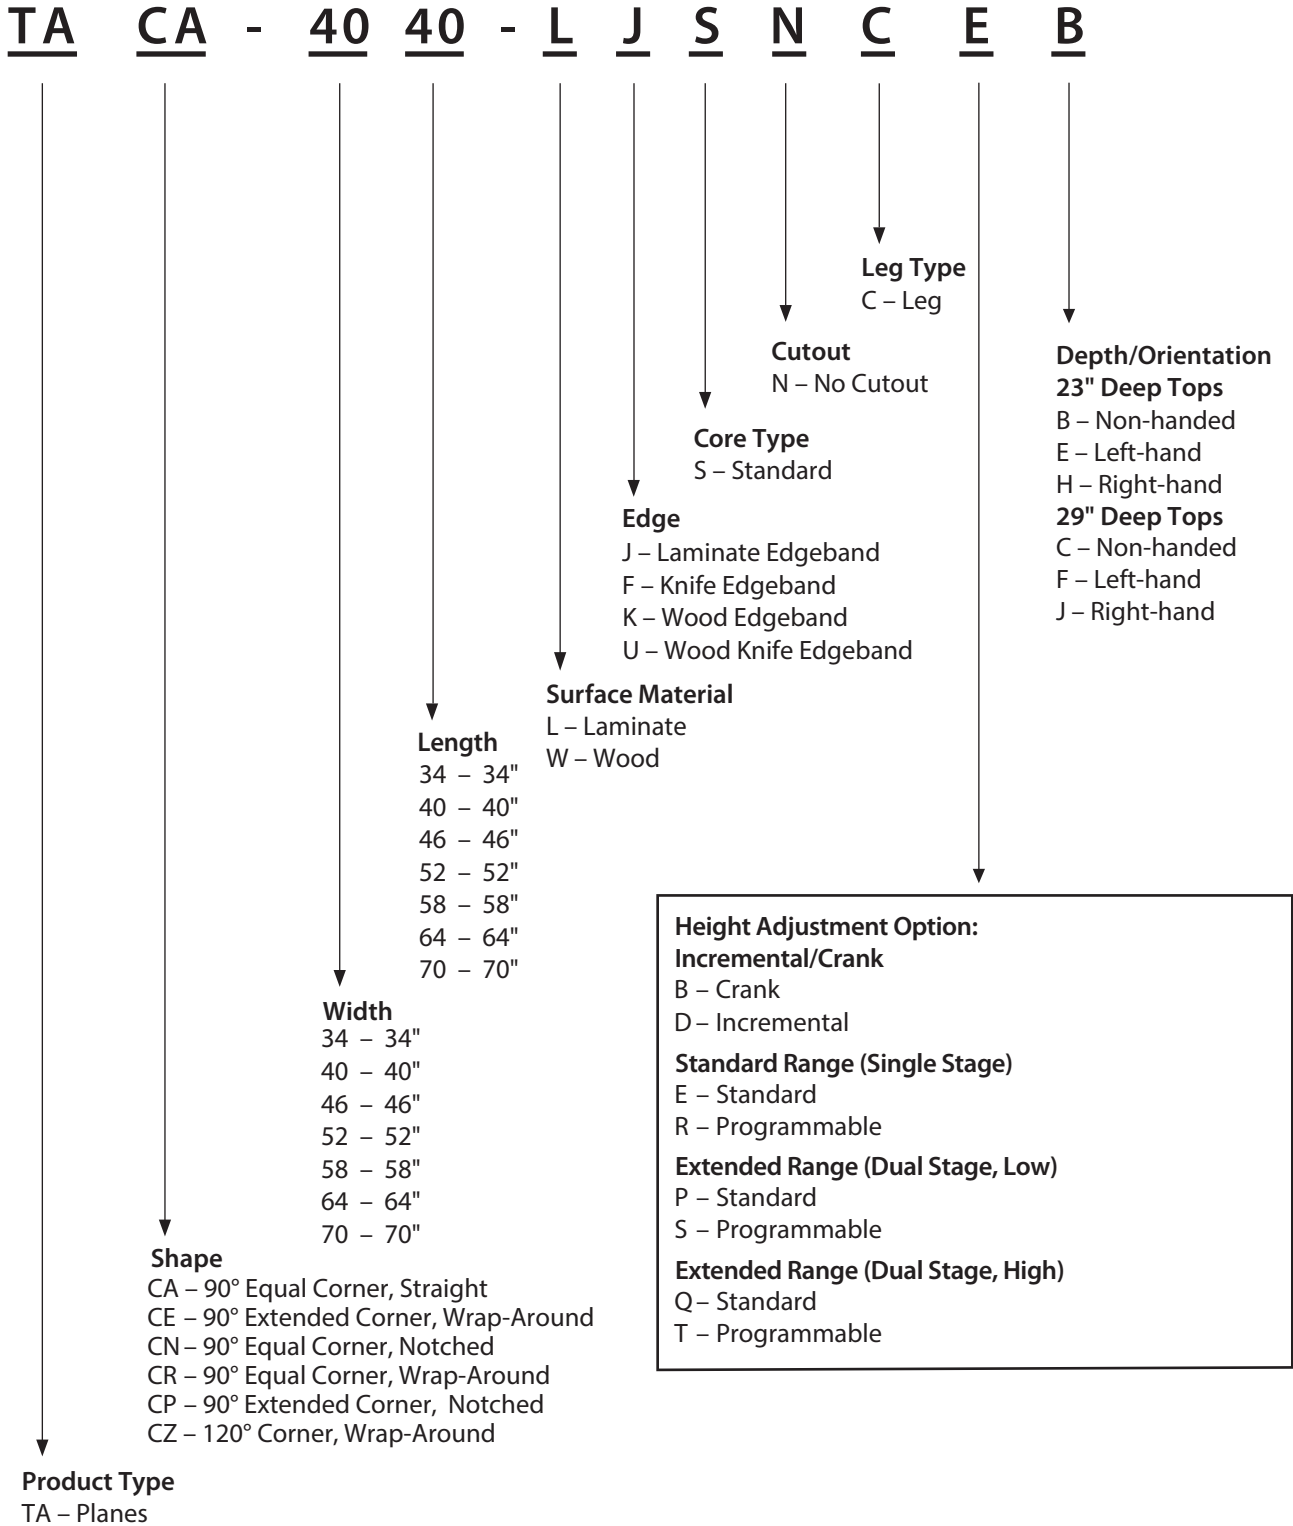 TA CA - 40 40 - L J S N C E B
Leg Type
C – Leg
Cutout
N – No Cutout
Depth/Orientation
23" Deep Tops
B – Non-handed
E – Left-hand
H – Right-hand
29" Deep Tops
C – Non-handed
F – Left-hand
J – Right-hand
Core Type
S – Standard
Edge
J – Laminate Edgeband
F – Knife Edgeband
K – Wood Edgeband
U – Wood Knife Edgeband
Surface Material
L – Laminate
W – Wood
Length
34 – 34"
40 – 40"
46 – 46"
52 – 52"
58 – 58"
64 – 64"
70 – 70"
Height Adjustment Option:
Incremental/Crank
B – Crank
D – Incremental
Standard Range (Single Stage)
E – Standard
R – Programmable
Extended Range (Dual Stage, Low)
P – Standard
S – Programmable
Extended Range (Dual Stage, High)
Q – Standard
T – Programmable
Width
34 – 34"
40 – 40"
46 – 46"
52 – 52"
58 – 58"
64 – 64"
70 – 70"
Shape
CA – 90° Equal Corner, Straight
CE – 90° Extended Corner, Wrap-Around
CN – 90° Equal Corner, Notched
CR – 90° Equal Corner, Wrap-Around
CP – 90° Extended Corner, Notched
CZ – 120° Corner, Wrap-Around
Product Type
TA – Planes